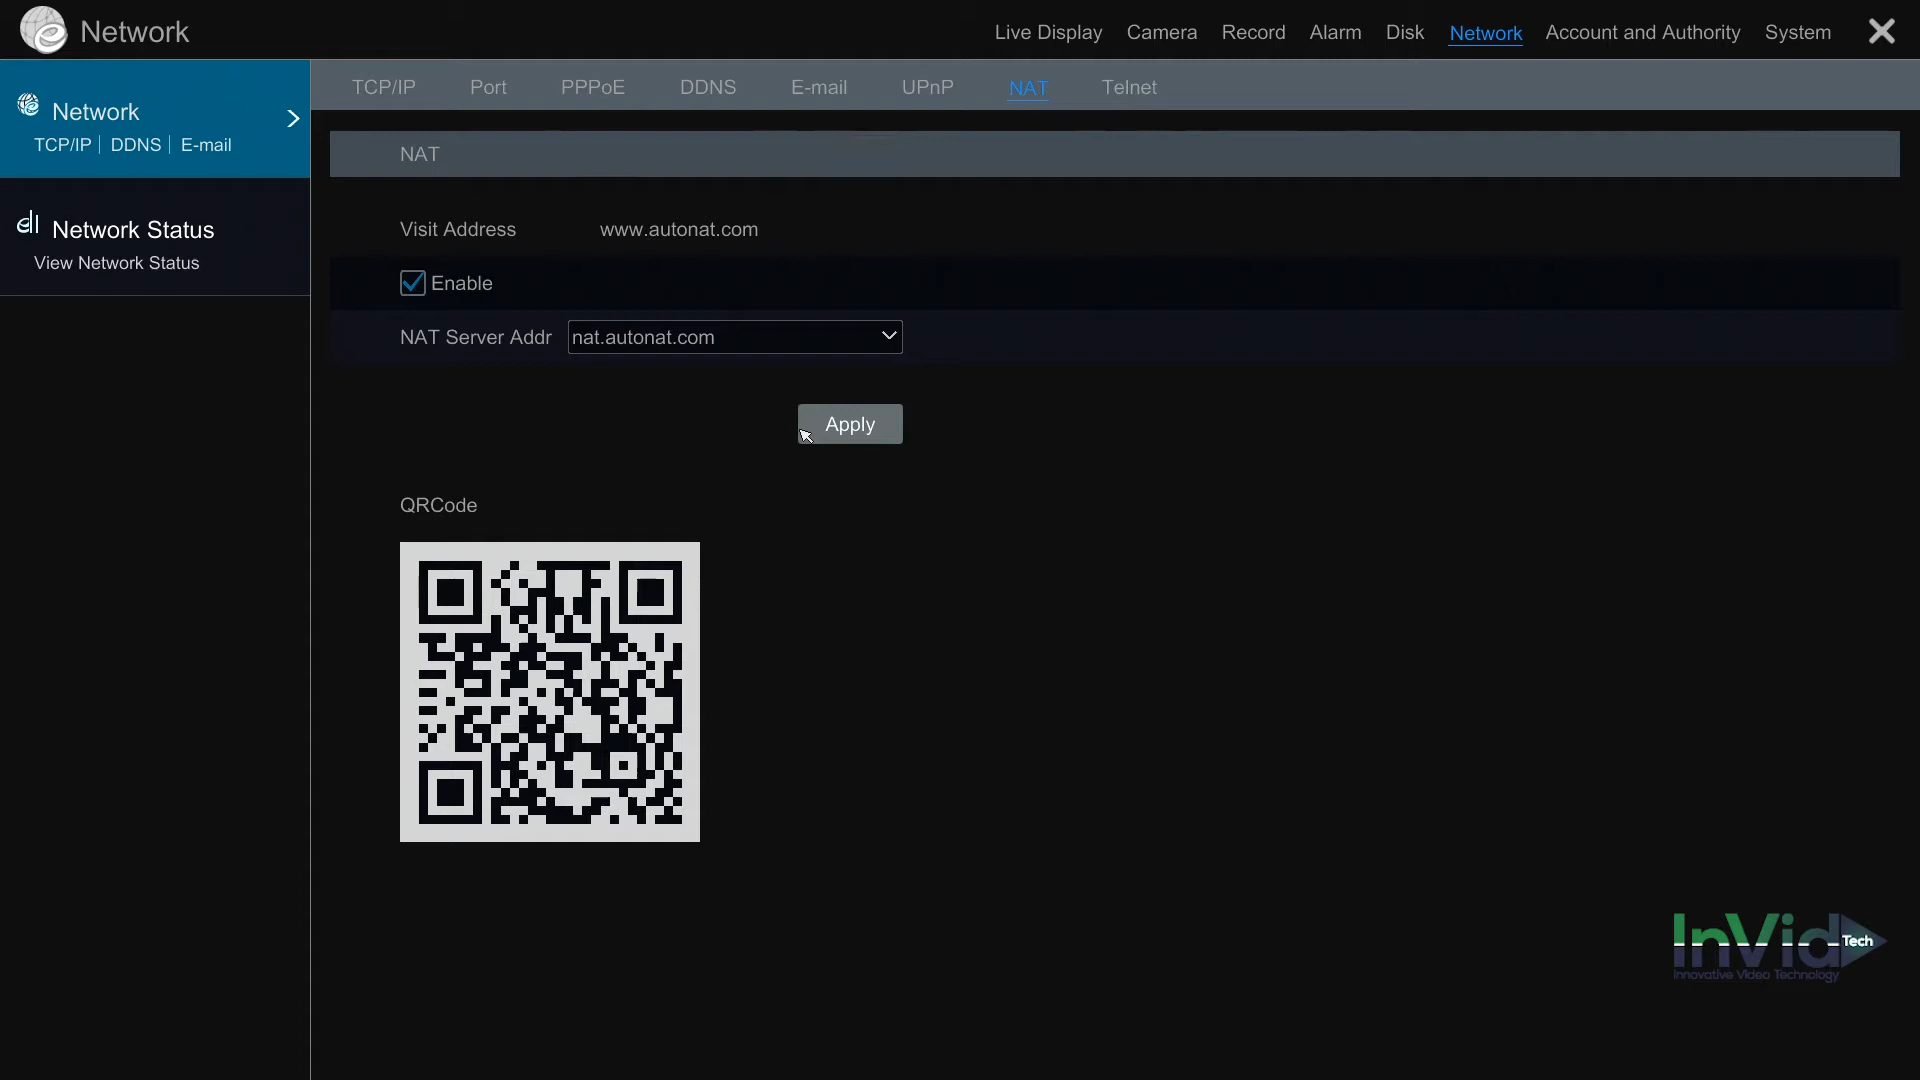 Network
Live Display Camera Record Alarm Disk Network Account and Authority System
Network
TCP/IP | DDNS | E-mail
Network Status
View Network Status
TCP/IP Port PPPoE DDNS E-mail UPnP NAT Telnet
NAT
Visit Address www.autonat.com
Enable
NAT Server Addr nat.autonat.com
Apply
QRCode
InVid Tech
Innovative Video Technology